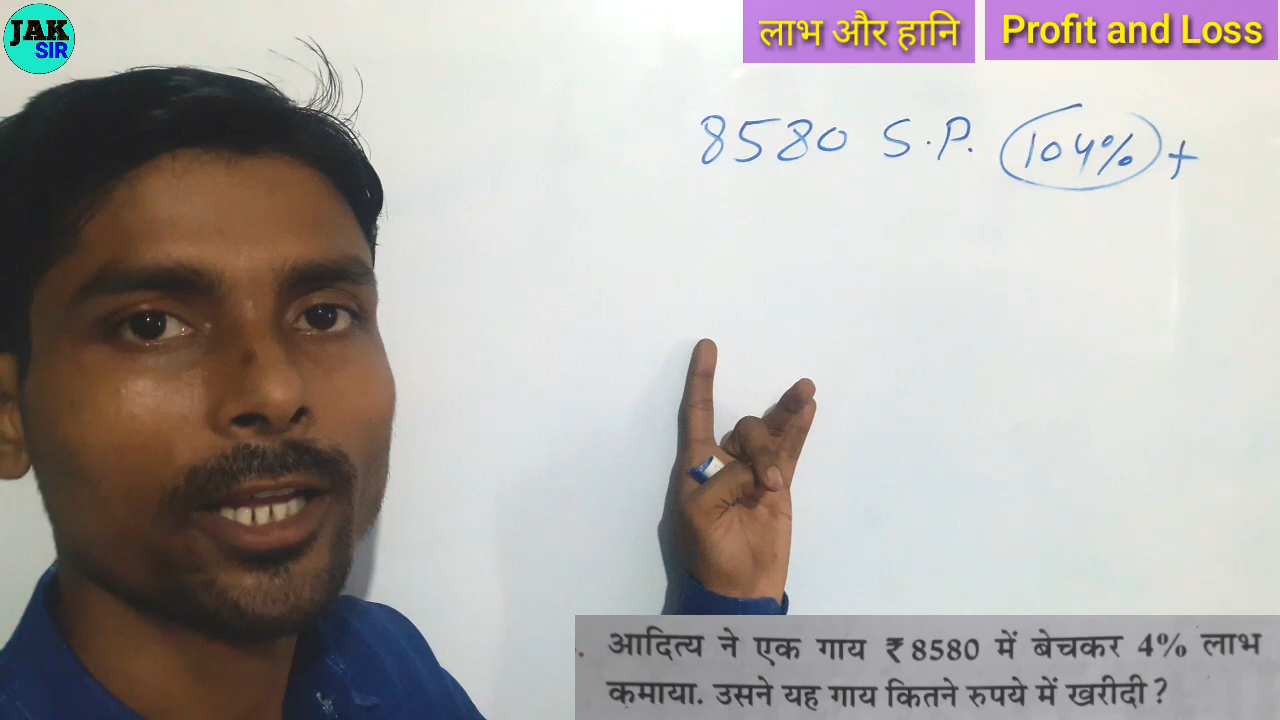 JAK
SIR
लाभ और हानि
Profit and Loss
8580 S.P. 104% +
. आदित्य ने एक गाय ₹ 8580 में बेचकर 4% लाभ
कमाया. उसने यह गाय कितने रुपये में खरीदी ?